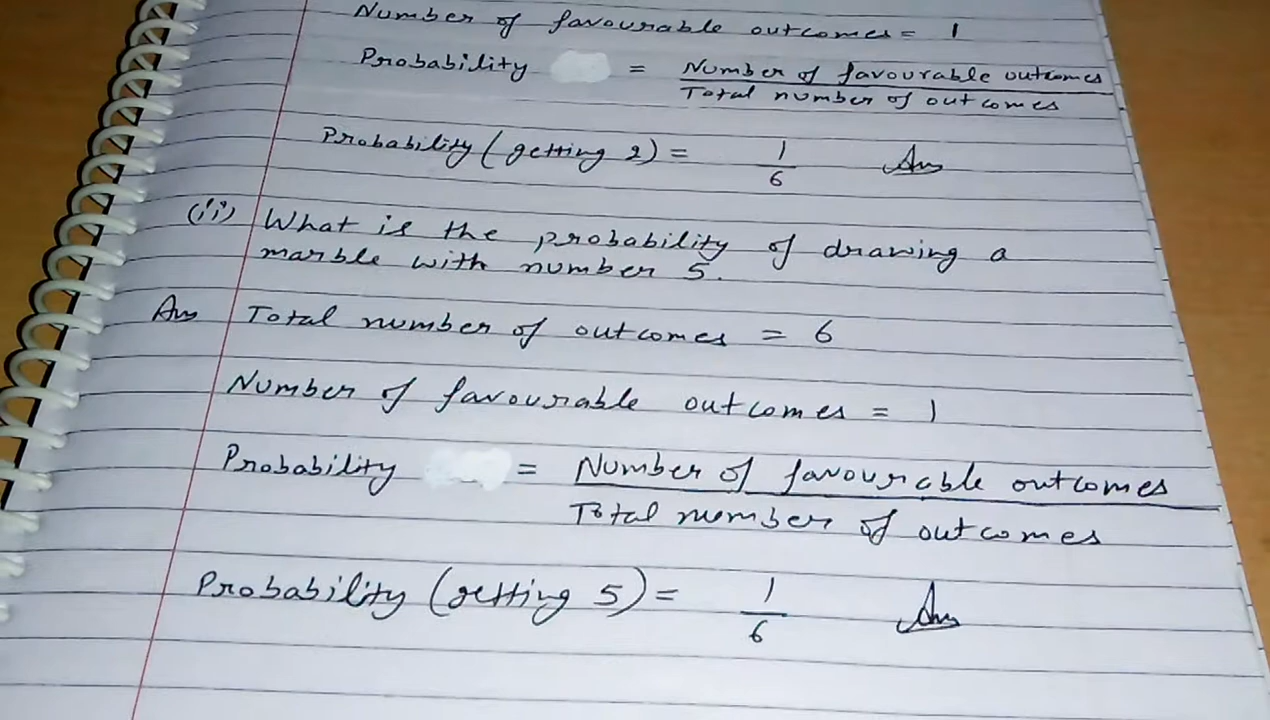 Number of favourable outcomes = 1
Probability = Number of favourable outcomes
Total number of outcomes
Probability (getting 2) = 1
6 Ans
(ii) What is the probability of drawing a
marble with number 5.
Ans Total number of outcomes = 6
Number of favourable outcomes = 1
Probability = Number of favourable outcomes
Total number of outcomes
Probability (getting 5) = 1
6 Ans